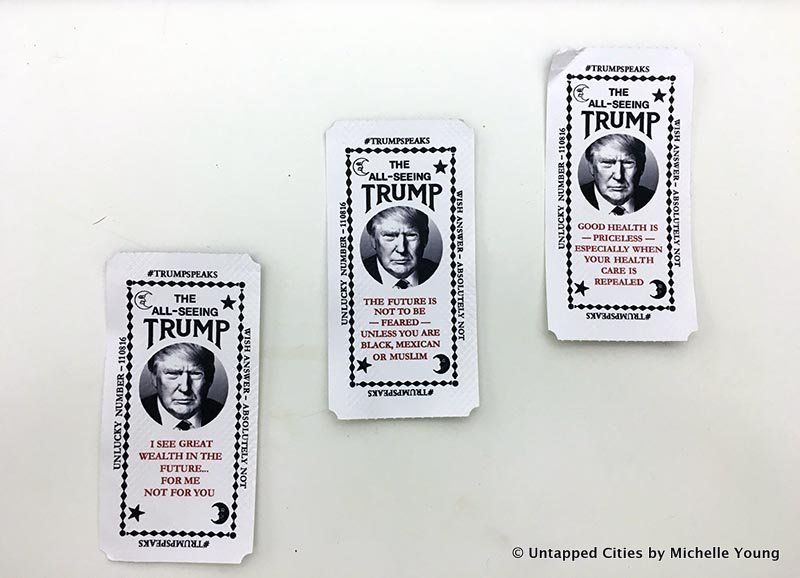 #TRUMPSPEAKS
THE
ALL-SEEING
TRUMP
UNLUCKY NUMBER – 110816
WISH ANSWER – ABSOLUTELY NOT
I SEE GREAT
WEALTH IN THE
FUTURE...
FOR ME
NOT FOR YOU
#TRUMPSPEAKS
#TRUMPSPEAKS
THE
ALL-SEEING
TRUMP
UNLUCKY NUMBER – 110816
WISH ANSWER – ABSOLUTELY NOT
THE FUTURE IS
NOT TO BE
— FEARED —
UNLESS YOU ARE
BLACK, MEXICAN
OR MUSLIM
#TRUMPSPEAKS
#TRUMPSPEAKS
THE
ALL-SEEING
TRUMP
UNLUCKY NUMBER – 110816
WISH ANSWER – ABSOLUTELY NOT
GOOD HEALTH IS
— PRICELESS —
ESPECIALLY WHEN
YOUR HEALTH
CARE IS
REPEALED
#TRUMPSPEAKS
© Untapped Cities by Michelle Young